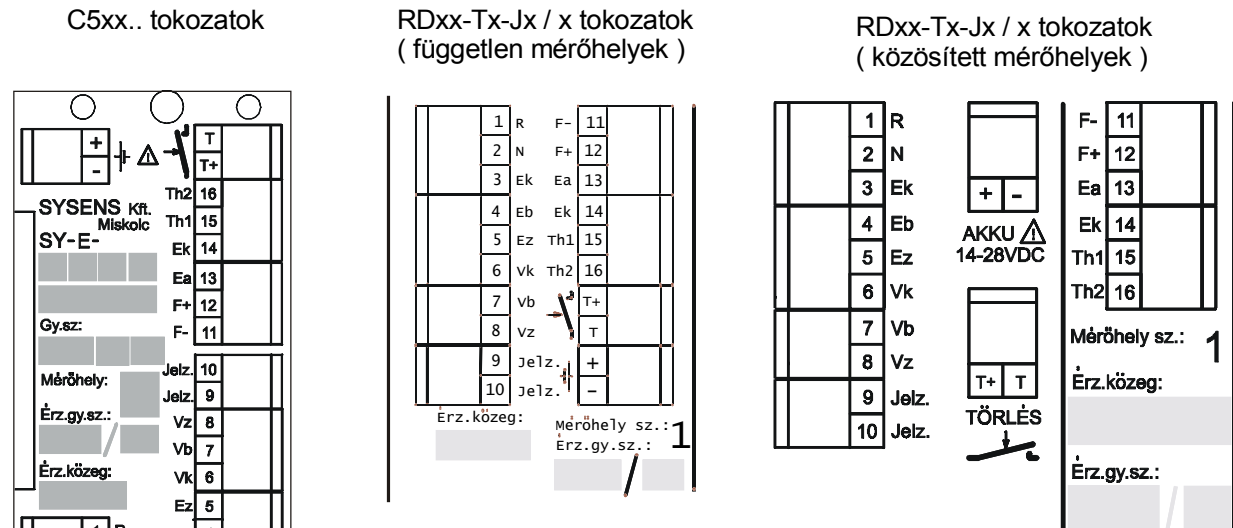 C5xx.. tokozatok
+
-
T
T+
Th2 16
SYSENS Kft.
Miskolc
Th1 15
SY-E-
Ek 14
Ea 13
F+ 12
Gy.sz:
F- 11
Jelz. 10
Mérőhely:
Jelz. 9
Érz.gy.sz.:
Vz 8
/
Vb 7
Érz.közeg:
Vk 6
Ez 5
RDxx-Tx-Jx / x tokozatok
( független mérőhelyek )
1 R F- 11
2 N F+ 12
3 Ek Ea 13
4 Eb Ek 14
5 Ez Th1 15
6 Vk Th2 16
7 Vb T+
8 Vz T
9 Jelz. +
10 Jelz. -
Érz.közeg:
Mérőhely sz.: 1
Érz.gy.sz.:
/
RDxx-Tx-Jx / x tokozatok
( közösített mérőhelyek )
1 R
2 N
3 Ek
4 Eb
5 Ez
6 Vk
7 Vb
8 Vz
9 Jelz.
10 Jelz.
+ -
AKKU
14-28VDC
T+ T
TÖRLÉS
F- 11
F+ 12
Ea 13
Ek 14
Th1 15
Th2 16
Mérőhely sz.: 1
Érz.közeg:
Érz.gy.sz.:
/